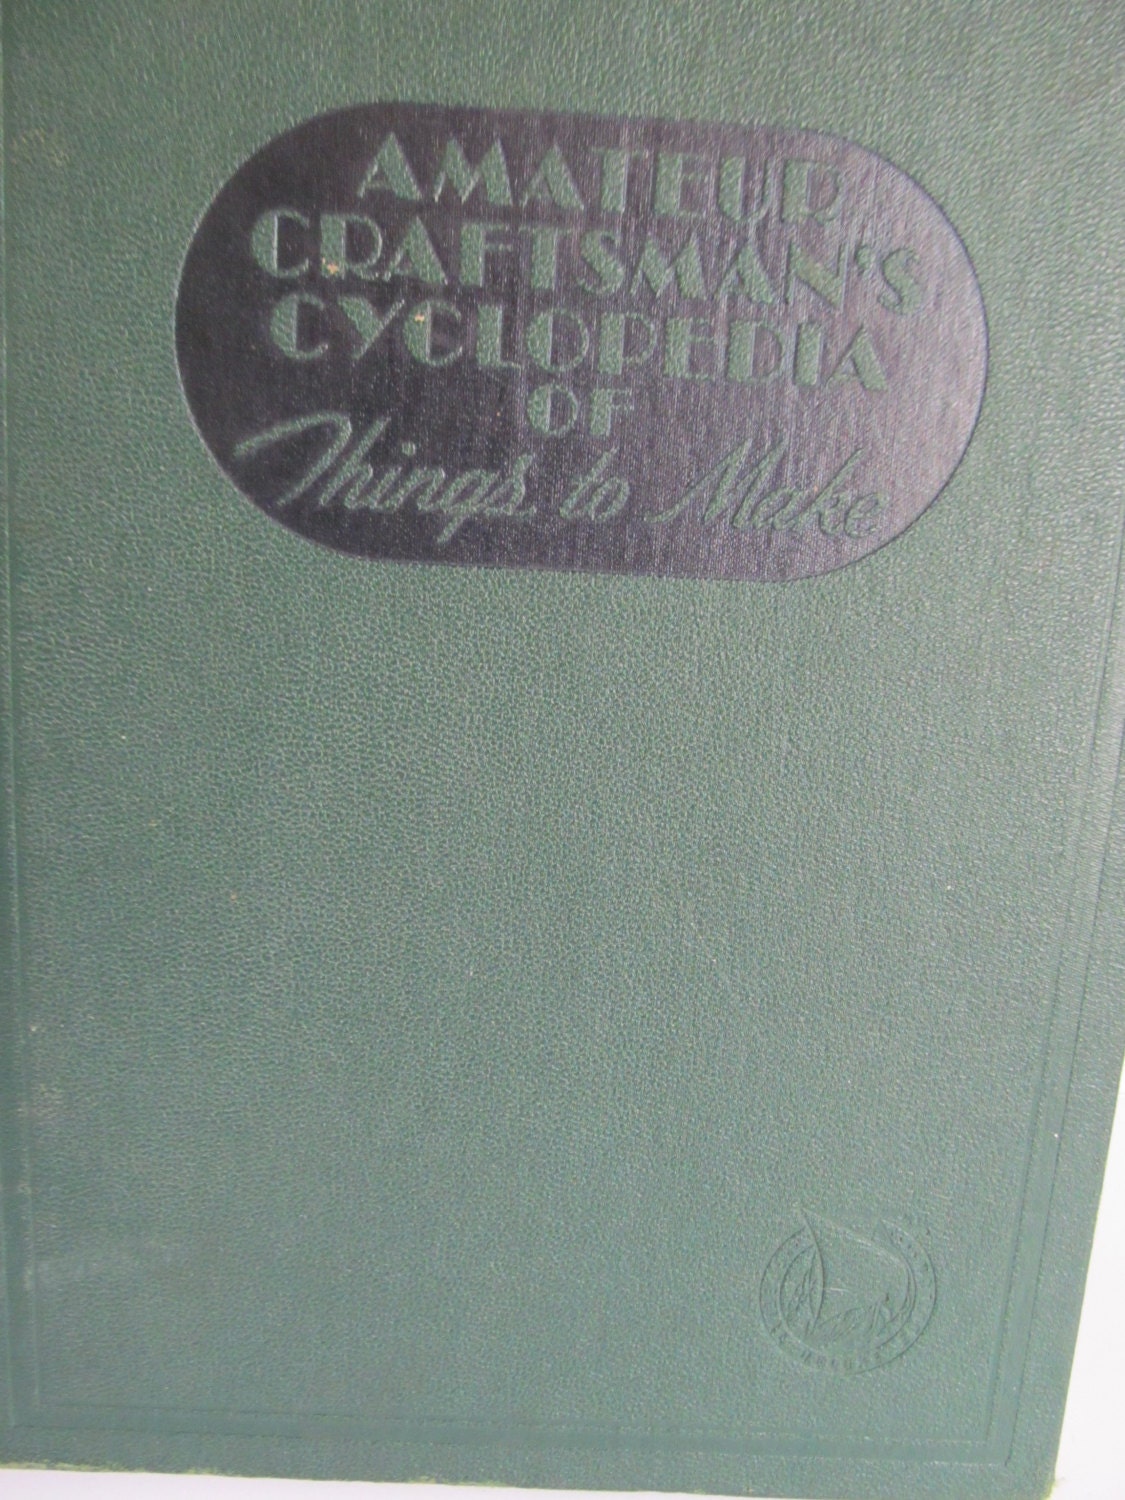 AMATEUR
CRAFTSMAN'S
CYCLOPEDIA
OF
Things to Make